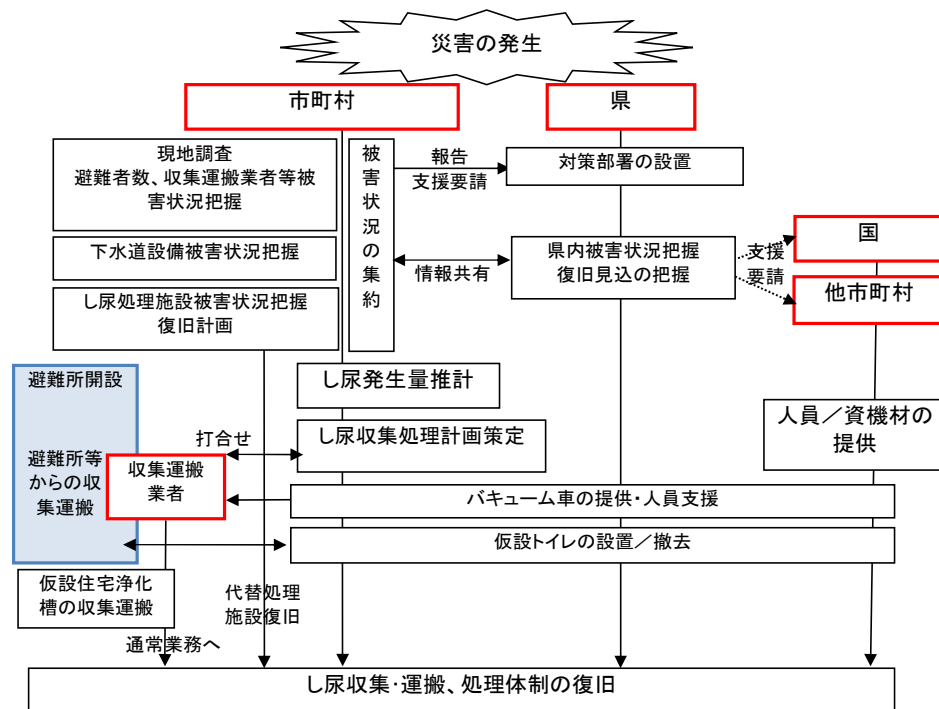 災害の発生
市町村
県
現地調査
避難者数、収集運搬業者等被
害状況把握
被害状況の集約
報告
支援要請
対策部署の設置
国
下水道設備被害状況把握
情報共有
県内被害状況把握
復旧見込の把握
支援
要請
他市町村
し尿処理施設被害状況把握
復旧計画
避難所開設
し尿発生量推計
人員／資機材の
提供
打合せ
し尿収集処理計画策定
避難所等
からの収
集運搬
収集運搬
業者
バキューム車の提供・人員支援
仮設トイレの設置／撤去
仮設住宅浄化
槽の収集運搬
代替処理
施設復旧
通常業務へ
し尿収集・運搬、処理体制の復旧